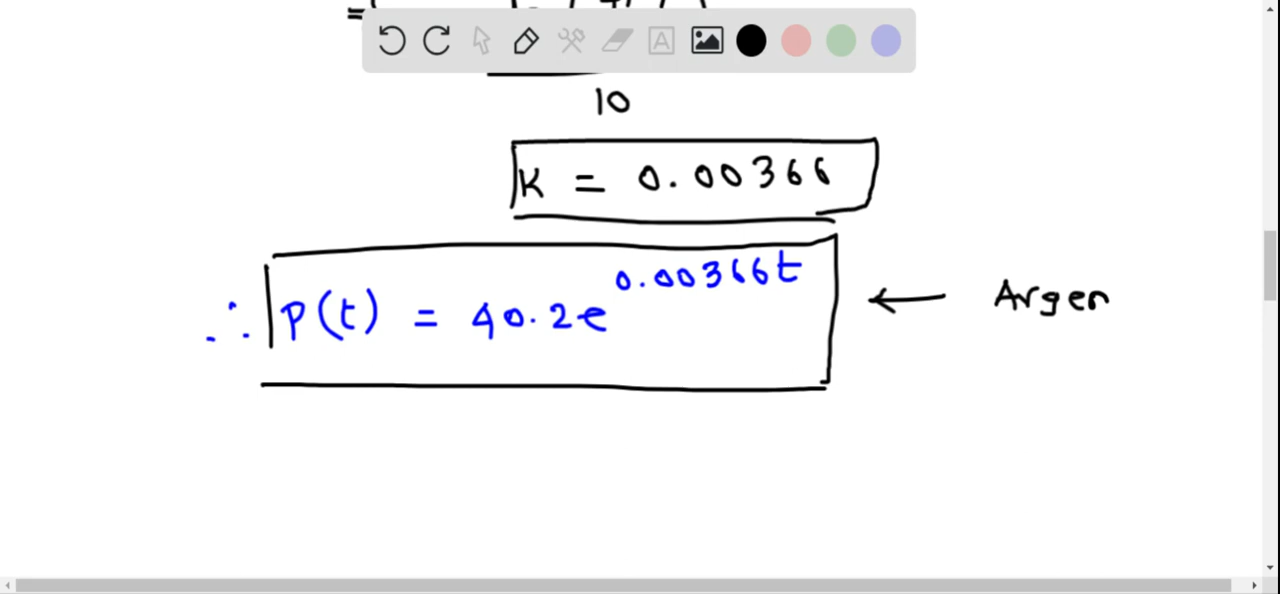 10
K = 0.00366
∴ P(t) = 40.2e^0.00366t ← Argen